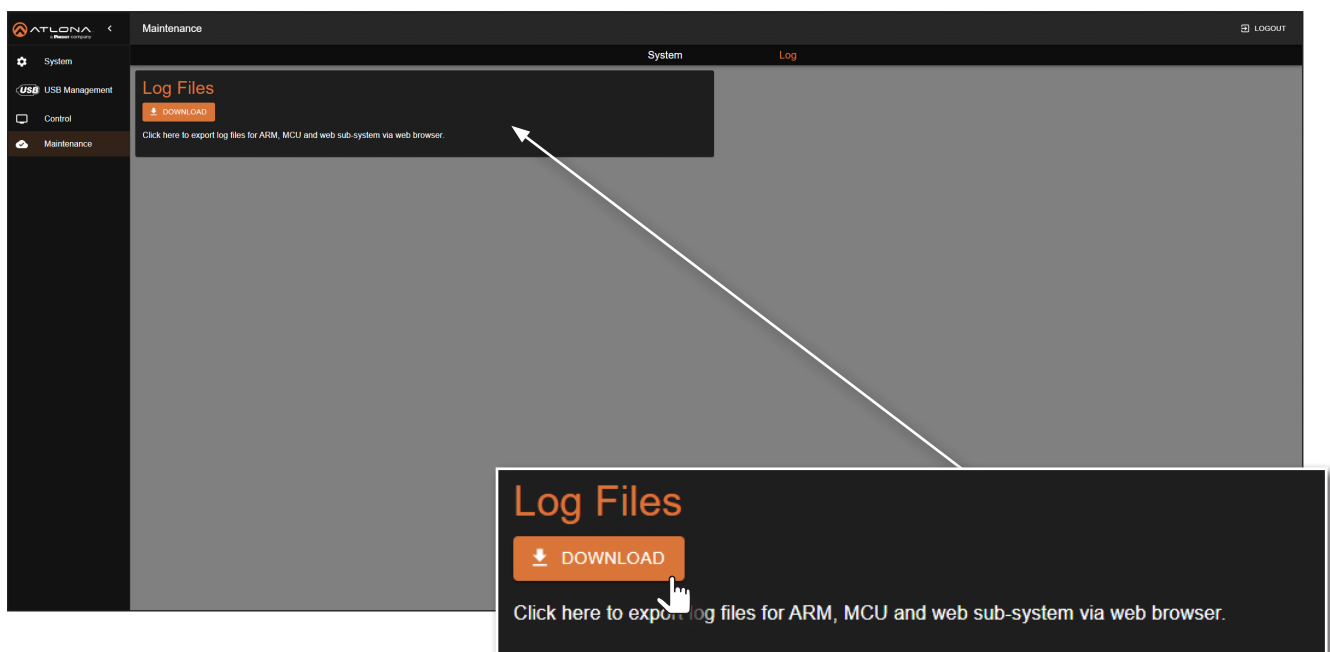 ATLONA
a Panduit company
Maintenance
LOGOUT
System
Log
System
USB USB Management
Control
Maintenance
Log Files
DOWNLOAD
Click here to export log files for ARM, MCU and web sub-system via web browser.
Log Files
DOWNLOAD
Click here to export log files for ARM, MCU and web sub-system via web browser.